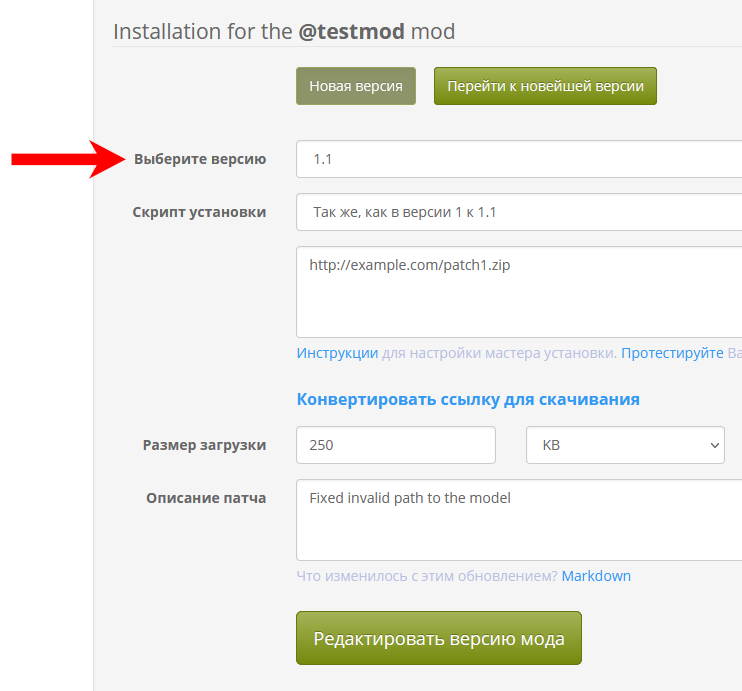 Installation for the @testmod mod
Новая версия Перейти к новейшей версии
Выберите версию 1.1
Скрипт установки Так же, как в версии 1 к 1.1
http://example.com/patch1.zip
Инструкции для настройки мастера установки. Протестируйте Ва
Конвертировать ссылку для скачивания
Размер загрузки 250 KB
Описание патча Fixed invalid path to the model
Что изменилось с этим обновлением? Markdown
Редактировать версию мода